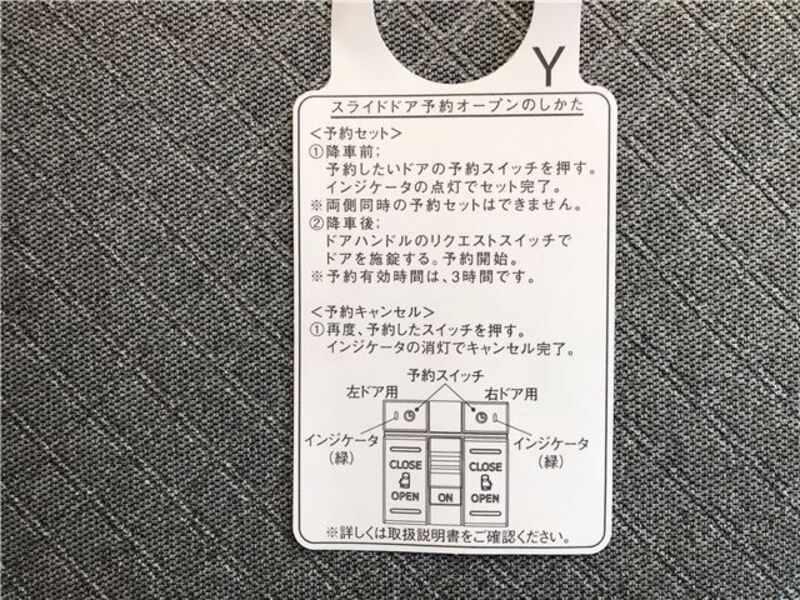 Y
スライドドア予約オープンのしかた
＜予約セット＞
①降車前；
予約したいドアの予約スイッチを押す。
インジケータの点灯でセット完了。
※両側同時の予約セットはできません。
②降車後；
ドアハンドルのリクエストスイッチで
ドアを施錠する。予約開始。
※予約有効時間は、3時間です。
＜予約キャンセル＞
①再度、予約したスイッチを押す。
インジケータの消灯でキャンセル完了。
予約スイッチ
左ドア用 右ドア用
インジケータ インジケータ
（緑） （緑）
CLOSE CLOSE
OPEN ON OPEN
※詳しくは取扱説明書をご確認ください。